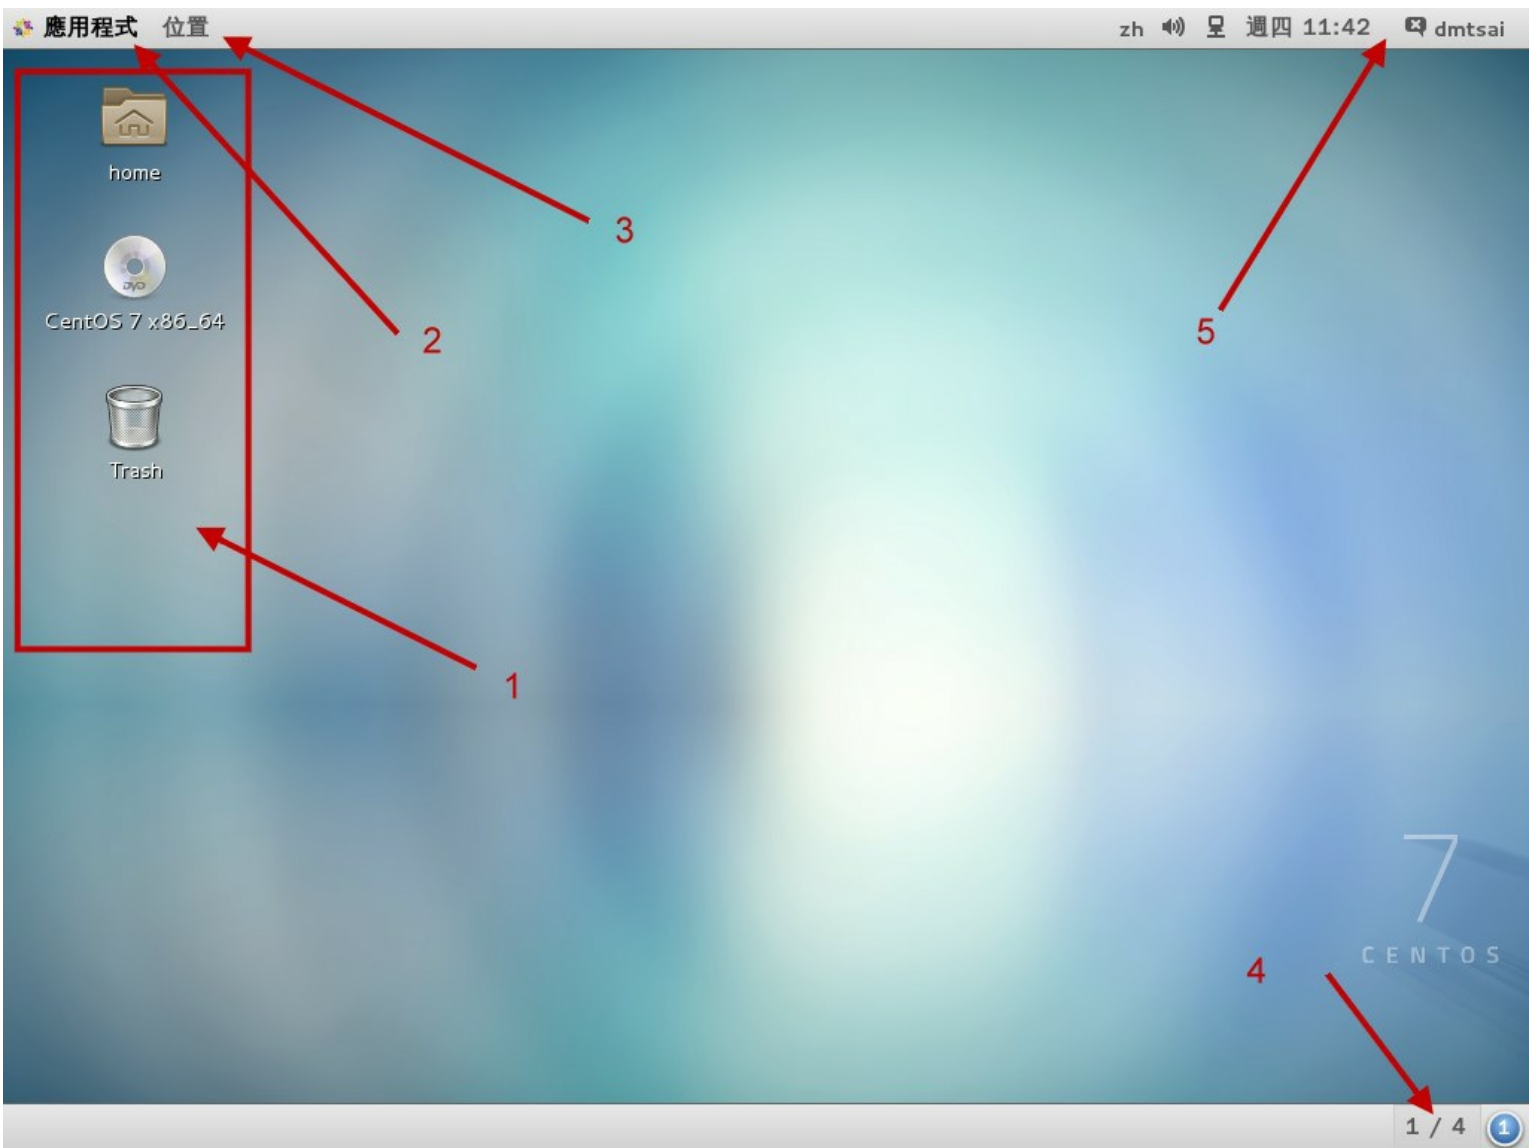 應用程式 位置 zh 週四 11:42 dmtsai
home
3
CentOS 7 x86_64
5
2
DVD
Trash
1
7
CENTOS
4
1 / 4 1